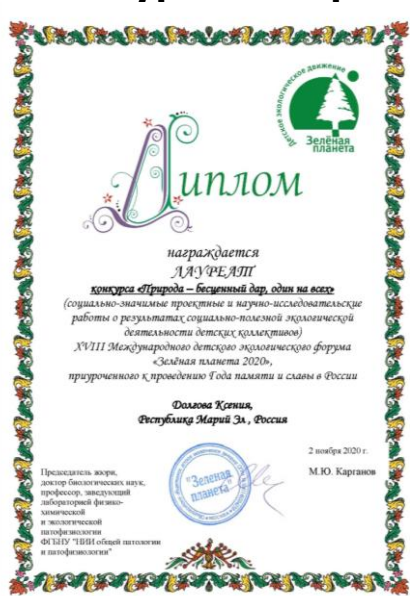 Детское экологическое движение
Зелёная
планета
Диплом
награждается
ЛАУРЕАТ
конкурса «Природа – бесценный дар, один на всех»
(социально-значимые проектные и научно-исследовательские
работы о результатах социально-полезной экологической
деятельности детских коллективов)
XVIII Международного детского экологического форума
«Зелёная планета 2020»,
приуроченного к проведению Года памяти и славы в России
Долгова Ксения,
Республика Марий Эл , Россия
2 ноября 2020 г.
Председатель жюри,
доктор биологических наук,
профессор, заведующий
лабораторией физико-
химической
и экологической
патофизиологии
ФГБНУ "НИИ общей патологии
и патофизиологии"
М.Ю. Карганов
"Зеленая
планета"